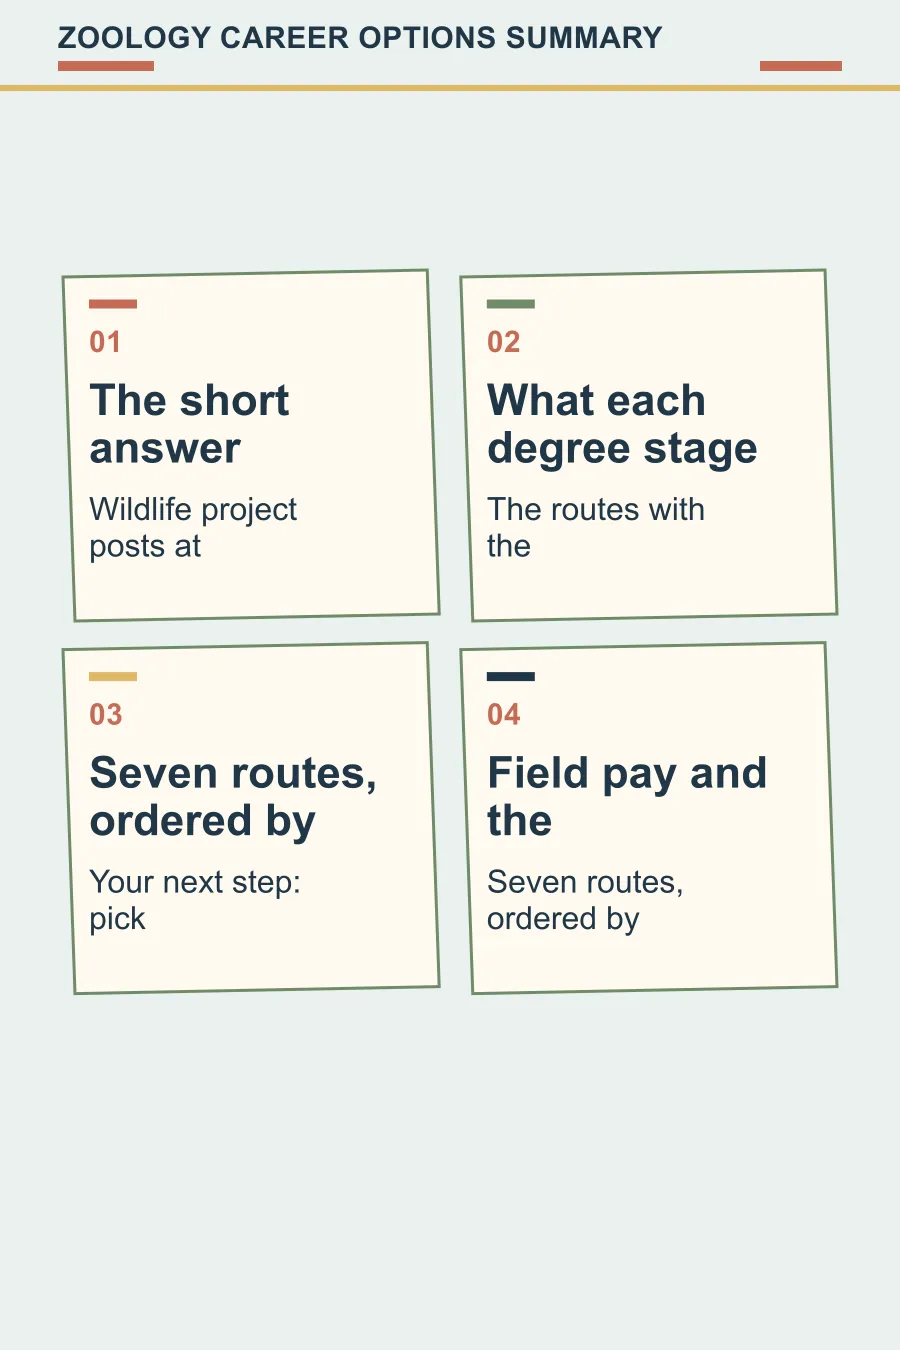 ZOOLOGY CAREER OPTIONS SUMMARY
01
The short
answer
Wildlife project
posts at
02
What each
degree stage
The routes with
the
03
Seven routes,
ordered by
Your next step:
pick
04
Field pay and
the
Seven routes,
ordered by